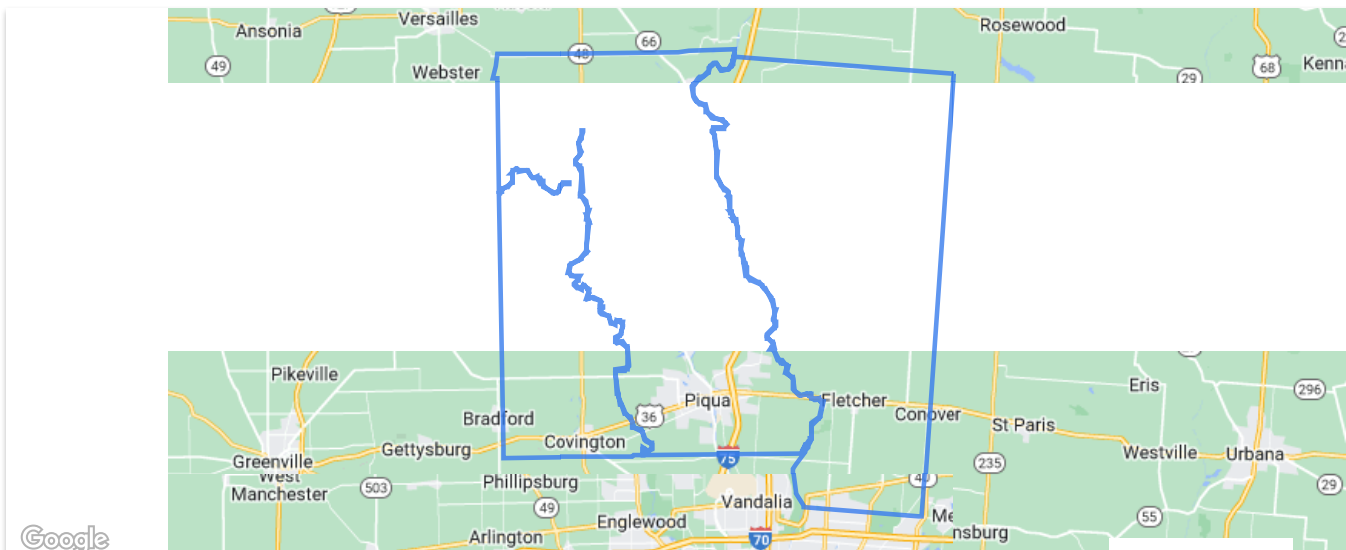 Versailles
Ansonia
66
Rosewood
48
49
Webster
29
68
Kenn
Pikeville
Eris
296
Piqua
Fletcher
Bradford
36
Conover
St Paris
Covington
Gettysburg
Westville
Urbana
Greenville
75
235
West
Manchester
503
Phillipsburg
40
29
49
Vandalia
Englewood
Me
55
nsburg
Arlington
70
Google